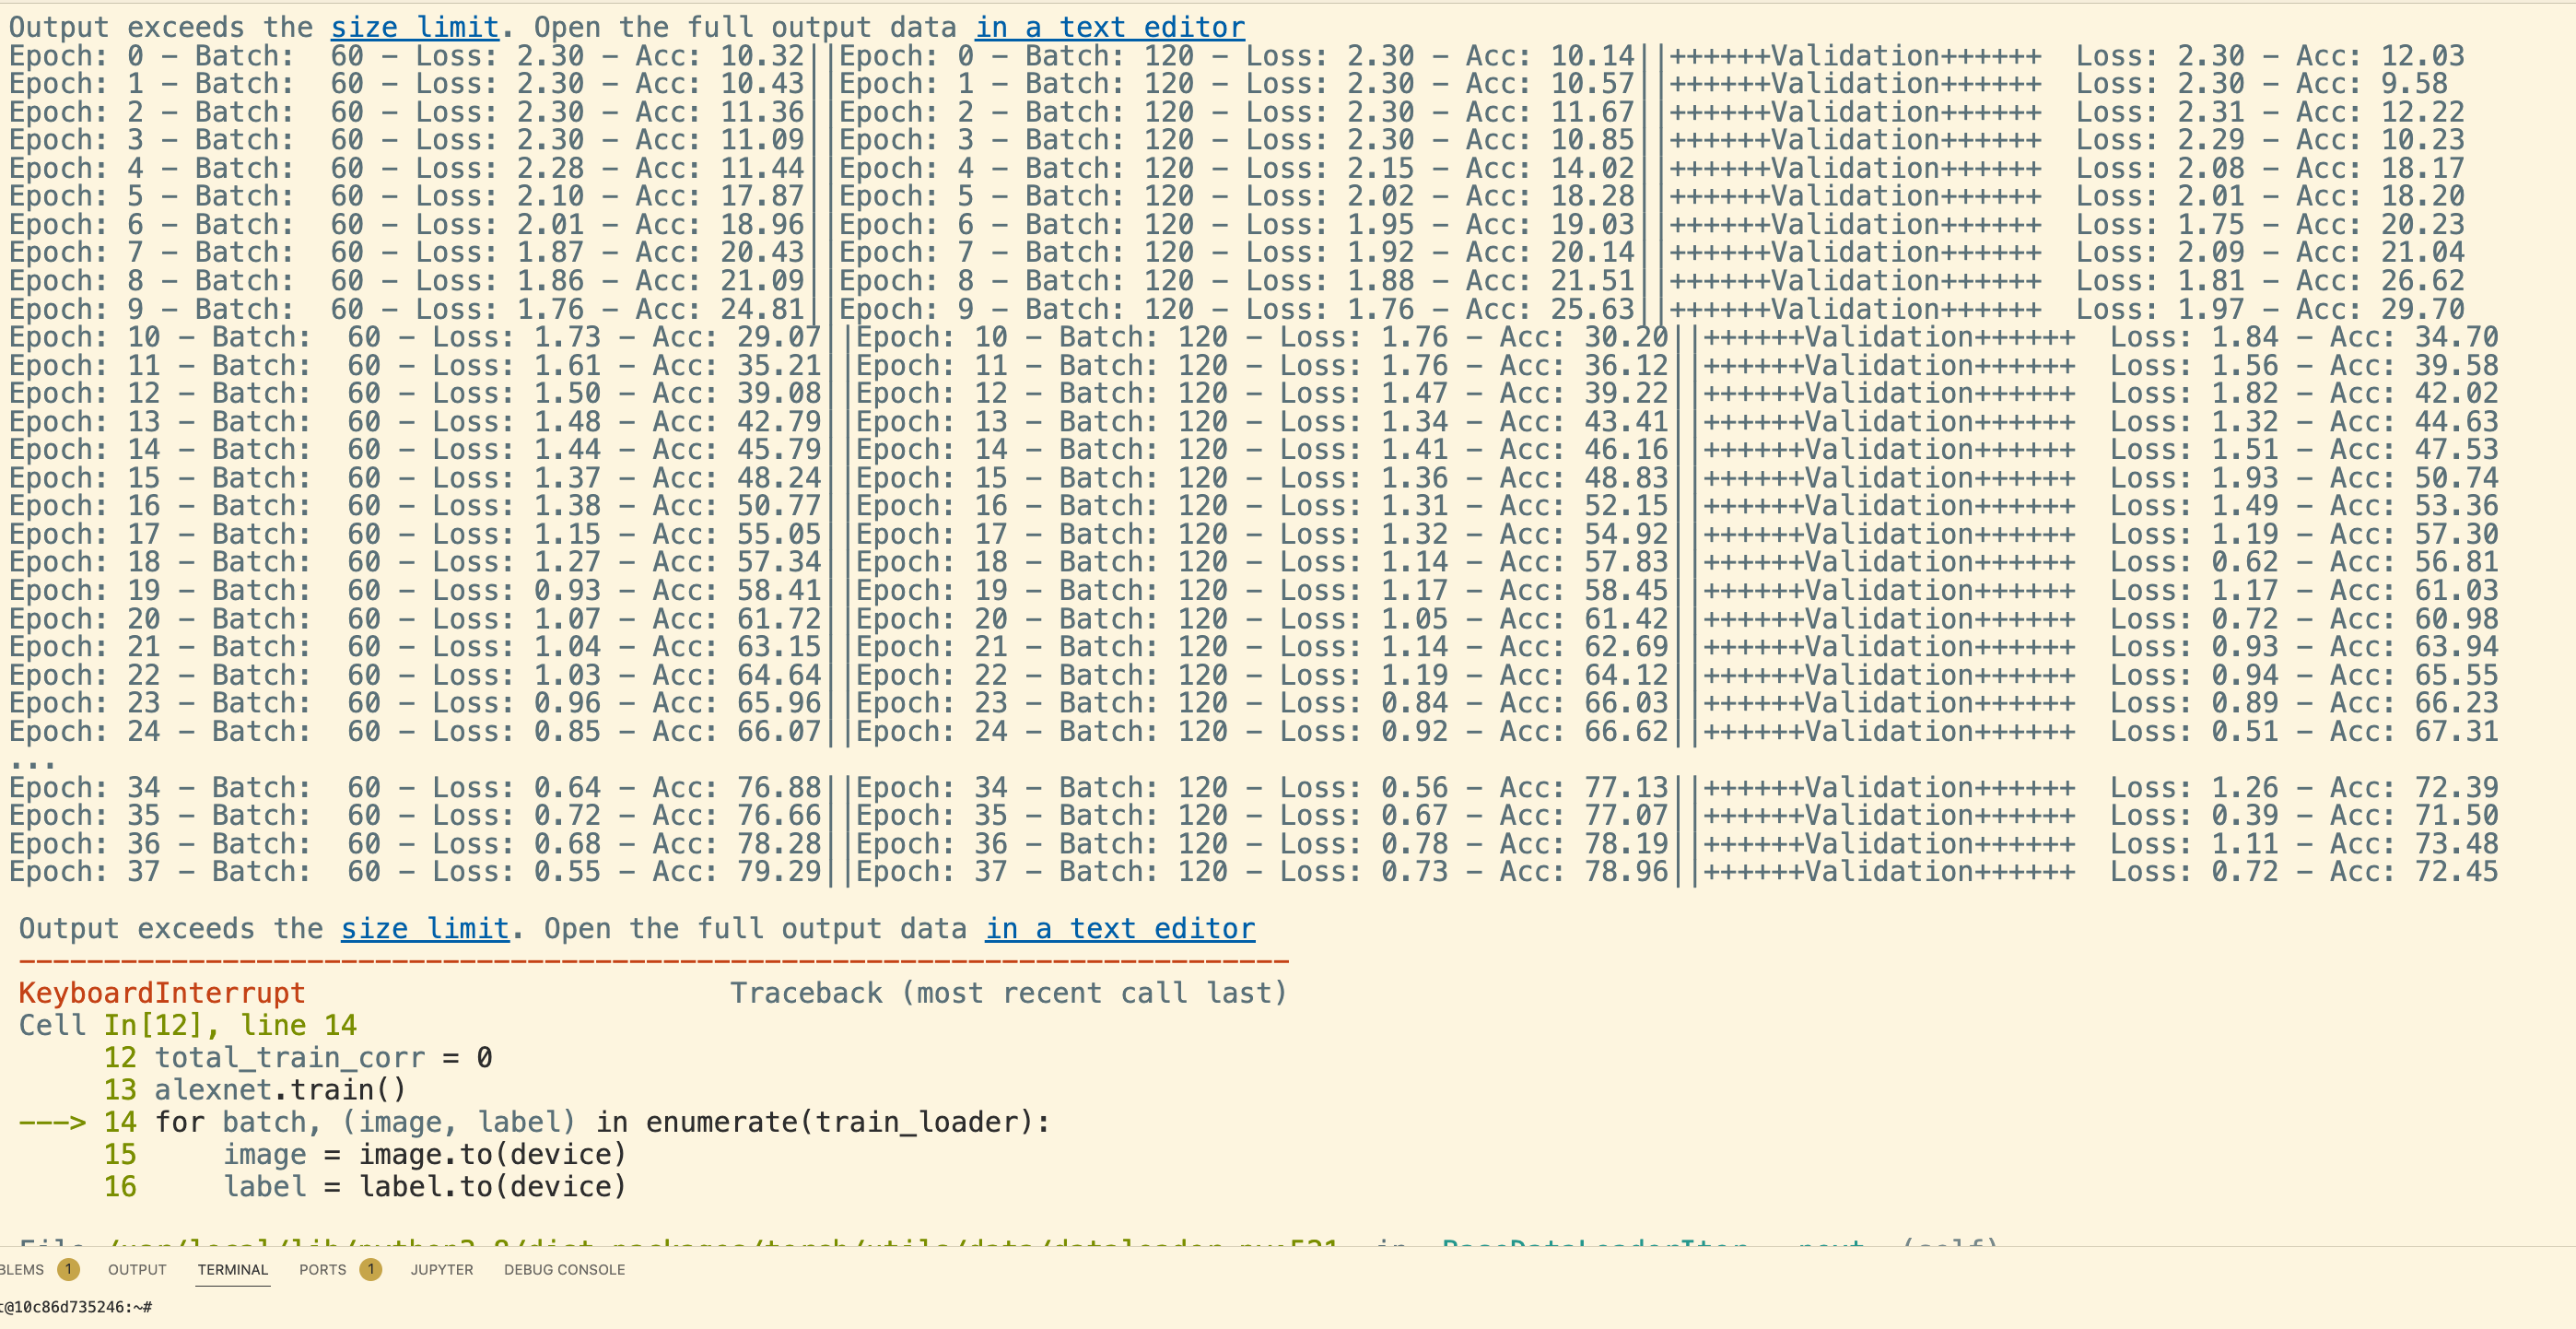 Output exceeds the size limit. Open the full output data in a text editor
Epoch: 0 - Batch:  60 - Loss: 2.30 - Acc: 10.32||Epoch: 0 - Batch: 120 - Loss: 2.30 - Acc: 10.14||++++++Validation++++++  Loss: 2.30 - Acc: 12.03
Epoch: 1 - Batch:  60 - Loss: 2.30 - Acc: 10.43||Epoch: 1 - Batch: 120 - Loss: 2.30 - Acc: 10.57||++++++Validation++++++  Loss: 2.30 - Acc: 9.58
Epoch: 2 - Batch:  60 - Loss: 2.30 - Acc: 11.36||Epoch: 2 - Batch: 120 - Loss: 2.30 - Acc: 11.67||++++++Validation++++++  Loss: 2.31 - Acc: 12.22
Epoch: 3 - Batch:  60 - Loss: 2.30 - Acc: 11.09||Epoch: 3 - Batch: 120 - Loss: 2.30 - Acc: 10.85||++++++Validation++++++  Loss: 2.29 - Acc: 10.23
Epoch: 4 - Batch:  60 - Loss: 2.28 - Acc: 11.44||Epoch: 4 - Batch: 120 - Loss: 2.15 - Acc: 14.02||++++++Validation++++++  Loss: 2.08 - Acc: 18.17
Epoch: 5 - Batch:  60 - Loss: 2.10 - Acc: 17.87||Epoch: 5 - Batch: 120 - Loss: 2.02 - Acc: 18.28||++++++Validation++++++  Loss: 2.01 - Acc: 18.20
Epoch: 6 - Batch:  60 - Loss: 2.01 - Acc: 18.96||Epoch: 6 - Batch: 120 - Loss: 1.95 - Acc: 19.03||++++++Validation++++++  Loss: 1.75 - Acc: 20.23
Epoch: 7 - Batch:  60 - Loss: 1.87 - Acc: 20.43||Epoch: 7 - Batch: 120 - Loss: 1.92 - Acc: 20.14||++++++Validation++++++  Loss: 2.09 - Acc: 21.04
Epoch: 8 - Batch:  60 - Loss: 1.86 - Acc: 21.09||Epoch: 8 - Batch: 120 - Loss: 1.88 - Acc: 21.51||++++++Validation++++++  Loss: 1.81 - Acc: 26.62
Epoch: 9 - Batch:  60 - Loss: 1.76 - Acc: 24.81||Epoch: 9 - Batch: 120 - Loss: 1.76 - Acc: 25.63||++++++Validation++++++  Loss: 1.97 - Acc: 29.70
Epoch: 10 - Batch:  60 - Loss: 1.73 - Acc: 29.07||Epoch: 10 - Batch: 120 - Loss: 1.76 - Acc: 30.20||++++++Validation++++++  Loss: 1.84 - Acc: 34.70
Epoch: 11 - Batch:  60 - Loss: 1.61 - Acc: 35.21||Epoch: 11 - Batch: 120 - Loss: 1.76 - Acc: 36.12||++++++Validation++++++  Loss: 1.56 - Acc: 39.58
Epoch: 12 - Batch:  60 - Loss: 1.50 - Acc: 39.08||Epoch: 12 - Batch: 120 - Loss: 1.47 - Acc: 39.22||++++++Validation++++++  Loss: 1.82 - Acc: 42.02
Epoch: 13 - Batch:  60 - Loss: 1.48 - Acc: 42.79||Epoch: 13 - Batch: 120 - Loss: 1.34 - Acc: 43.41||++++++Validation++++++  Loss: 1.32 - Acc: 44.63
Epoch: 14 - Batch:  60 - Loss: 1.44 - Acc: 45.79||Epoch: 14 - Batch: 120 - Loss: 1.41 - Acc: 46.16||++++++Validation++++++  Loss: 1.51 - Acc: 47.53
Epoch: 15 - Batch:  60 - Loss: 1.37 - Acc: 48.24||Epoch: 15 - Batch: 120 - Loss: 1.36 - Acc: 48.83||++++++Validation++++++  Loss: 1.93 - Acc: 50.74
Epoch: 16 - Batch:  60 - Loss: 1.38 - Acc: 50.77||Epoch: 16 - Batch: 120 - Loss: 1.31 - Acc: 52.15||++++++Validation++++++  Loss: 1.49 - Acc: 53.36
Epoch: 17 - Batch:  60 - Loss: 1.15 - Acc: 55.05||Epoch: 17 - Batch: 120 - Loss: 1.32 - Acc: 54.92||++++++Validation++++++  Loss: 1.19 - Acc: 57.30
Epoch: 18 - Batch:  60 - Loss: 1.27 - Acc: 57.34||Epoch: 18 - Batch: 120 - Loss: 1.14 - Acc: 57.83||++++++Validation++++++  Loss: 0.62 - Acc: 56.81
Epoch: 19 - Batch:  60 - Loss: 0.93 - Acc: 58.41||Epoch: 19 - Batch: 120 - Loss: 1.17 - Acc: 58.45||++++++Validation++++++  Loss: 1.17 - Acc: 61.03
Epoch: 20 - Batch:  60 - Loss: 1.07 - Acc: 61.72||Epoch: 20 - Batch: 120 - Loss: 1.05 - Acc: 61.42||++++++Validation++++++  Loss: 0.72 - Acc: 60.98
Epoch: 21 - Batch:  60 - Loss: 1.04 - Acc: 63.15||Epoch: 21 - Batch: 120 - Loss: 1.14 - Acc: 62.69||++++++Validation++++++  Loss: 0.93 - Acc: 63.94
Epoch: 22 - Batch:  60 - Loss: 1.03 - Acc: 64.64||Epoch: 22 - Batch: 120 - Loss: 1.19 - Acc: 64.12||++++++Validation++++++  Loss: 0.94 - Acc: 65.55
Epoch: 23 - Batch:  60 - Loss: 0.96 - Acc: 65.96||Epoch: 23 - Batch: 120 - Loss: 0.84 - Acc: 66.03||++++++Validation++++++  Loss: 0.89 - Acc: 66.23
Epoch: 24 - Batch:  60 - Loss: 0.85 - Acc: 66.07||Epoch: 24 - Batch: 120 - Loss: 0.92 - Acc: 66.62||++++++Validation++++++  Loss: 0.51 - Acc: 67.31
...
Epoch: 34 - Batch:  60 - Loss: 0.64 - Acc: 76.88||Epoch: 34 - Batch: 120 - Loss: 0.56 - Acc: 77.13||++++++Validation++++++  Loss: 1.26 - Acc: 72.39
Epoch: 35 - Batch:  60 - Loss: 0.72 - Acc: 76.66||Epoch: 35 - Batch: 120 - Loss: 0.67 - Acc: 77.07||++++++Validation++++++  Loss: 0.39 - Acc: 71.50
Epoch: 36 - Batch:  60 - Loss: 0.68 - Acc: 78.28||Epoch: 36 - Batch: 120 - Loss: 0.78 - Acc: 78.19||++++++Validation++++++  Loss: 1.11 - Acc: 73.48
Epoch: 37 - Batch:  60 - Loss: 0.55 - Acc: 79.29||Epoch: 37 - Batch: 120 - Loss: 0.73 - Acc: 78.96||++++++Validation++++++  Loss: 0.72 - Acc: 72.45
Output exceeds the size limit. Open the full output data in a text editor
---------------------------------------------------------------------------
KeyboardInterrupt                         Traceback (most recent call last)
Cell In[12], line 14
     12 total_train_corr = 0
     13 alexnet.train()
---> 14 for batch, (image, label) in enumerate(train_loader):
     15     image = image.to(device)
     16     label = label.to(device)
File /usr/local/lib/python3.8/dist-packages/torch/utils/data/dataloader.py:521, in _BaseDataLoaderIter.__next__(self)
BLEMS 1 OUTPUT TERMINAL PORTS 1 JUPYTER DEBUG CONSOLE
t@10c86d735246:~#